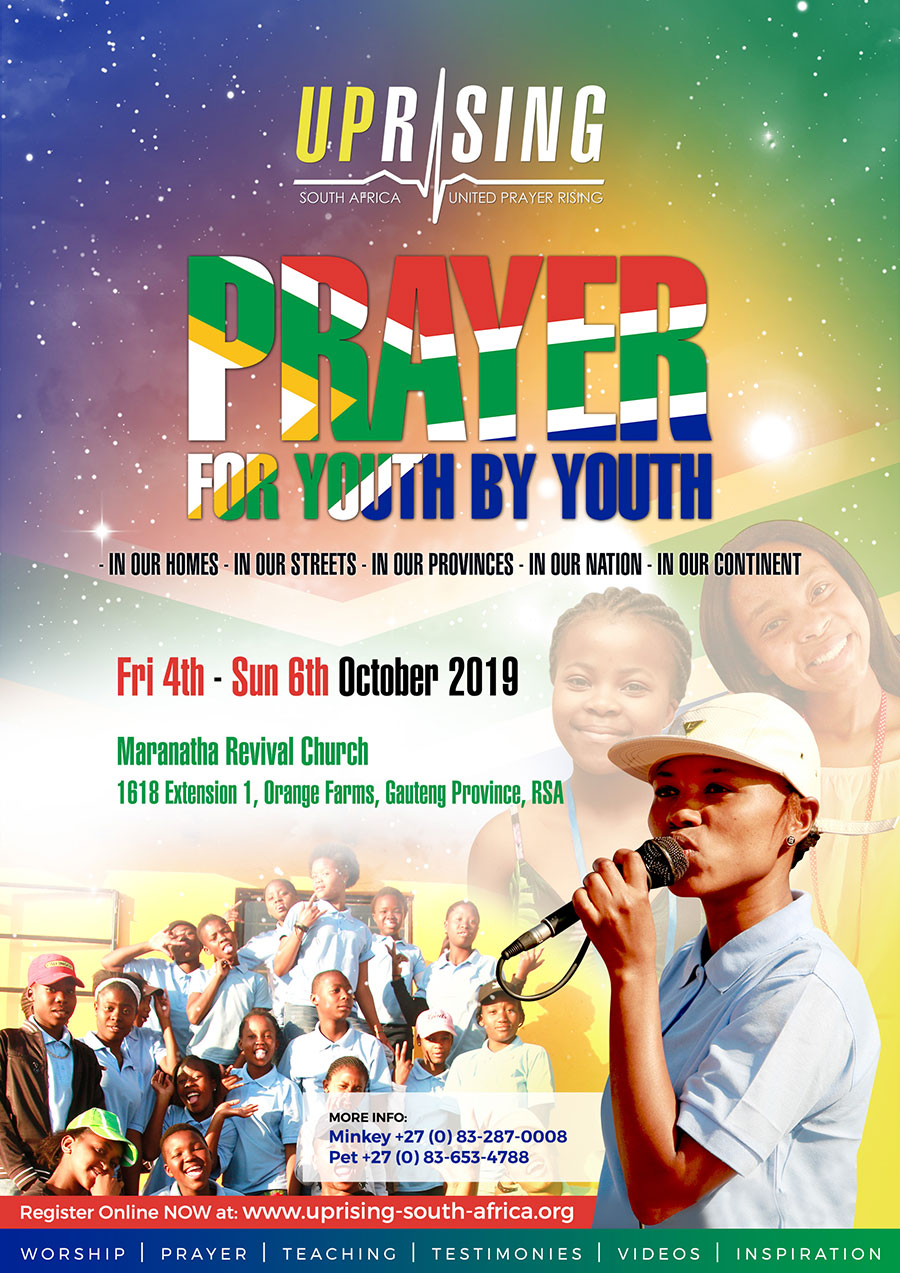 UPRISING
SOUTH AFRICA UNITED PRAYER RISING
PRAYER
FOR YOUTH BY YOUTH
- IN OUR HOMES - IN OUR STREETS - IN OUR PROVINCES - IN OUR NATION - IN OUR CONTINENT
Fri 4th - Sun 6th October 2019
Maranatha Revival Church
1618 Extension 1, Orange Farms, Gauteng Province, RSA
MORE INFO:
Minkey +27 (0) 83-287-0008
Pet +27 (0) 83-653-4788
Register Online NOW at: www.uprising-south-africa.org
WORSHIP | PRAYER | TEACHING | TESTIMONIES | VIDEOS | INSPIRATION